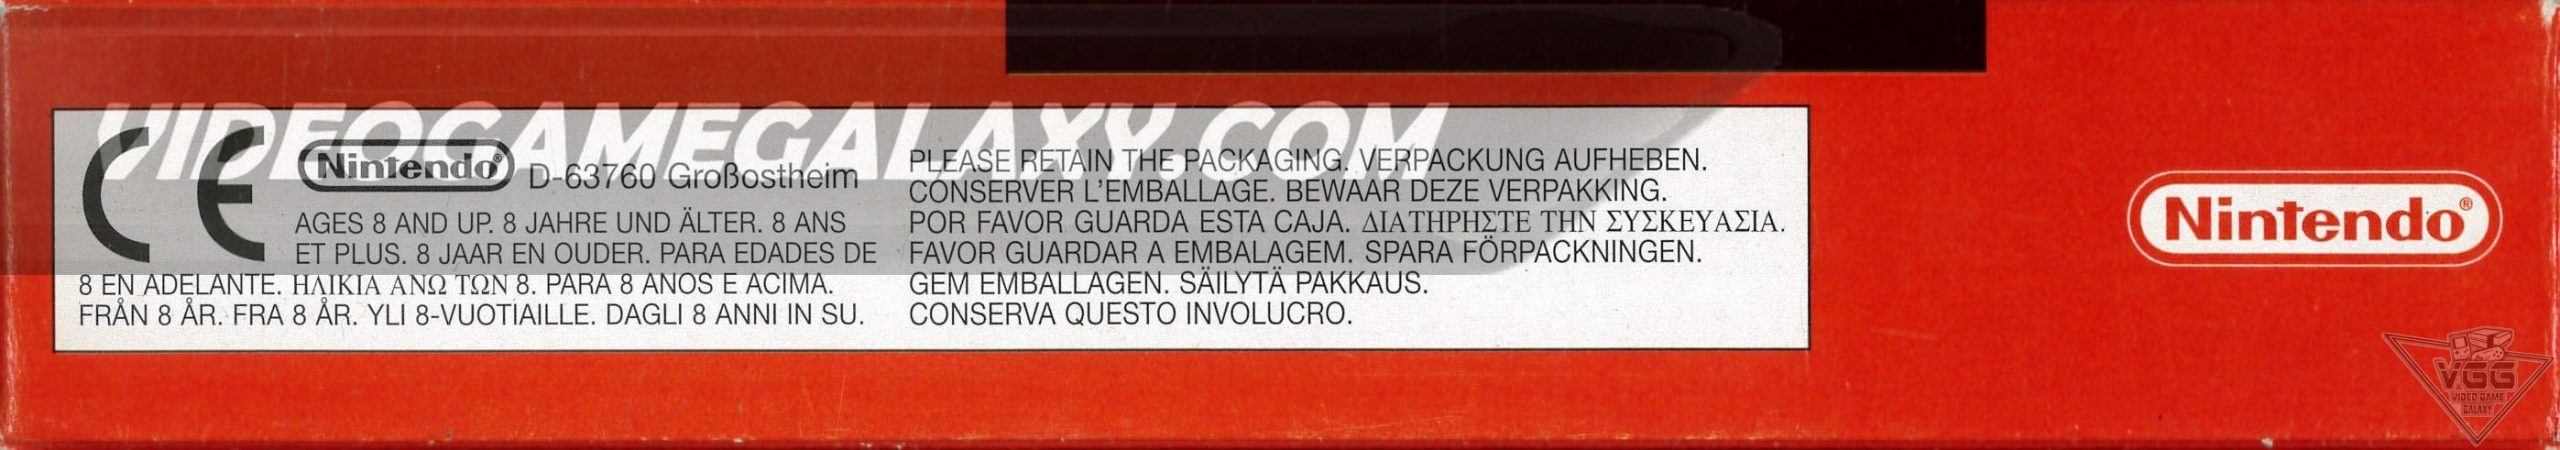 VIDEOGAMEGALAXY.COM
CE
Nintendo® D-63760 Großostheim
AGES 8 AND UP. 8 JAHRE UND ÄLTER. 8 ANS
ET PLUS. 8 JAAR EN OUDER. PARA EDADES DE
8 EN ADELANTE. ΗΛΙΚΙΑ ΑΝΩ ΤΩΝ 8. PARA 8 ANOS E ACIMA.
FRÅN 8 ÅR. FRA 8 ÅR. YLI 8-VUOTIAILLE. DAGLI 8 ANNI IN SU.
PLEASE RETAIN THE PACKAGING. VERPACKUNG AUFHEBEN.
CONSERVER L'EMBALLAGE. BEWAAR DEZE VERPAKKING.
POR FAVOR GUARDA ESTA CAJA. ΔΙΑΤΗΡΗΣΤΕ ΤΗΝ ΣΥΣΚΕΥΑΣΙΑ.
FAVOR GUARDAR A EMBALAGEM. SPARA FÖRPACKNINGEN.
GEM EMBALLAGEN. SÄILYTÄ PAKKAUS.
CONSERVA QUESTO INVOLUCRO.
Nintendo®
VGG
VIDEO GAME
GALAXY